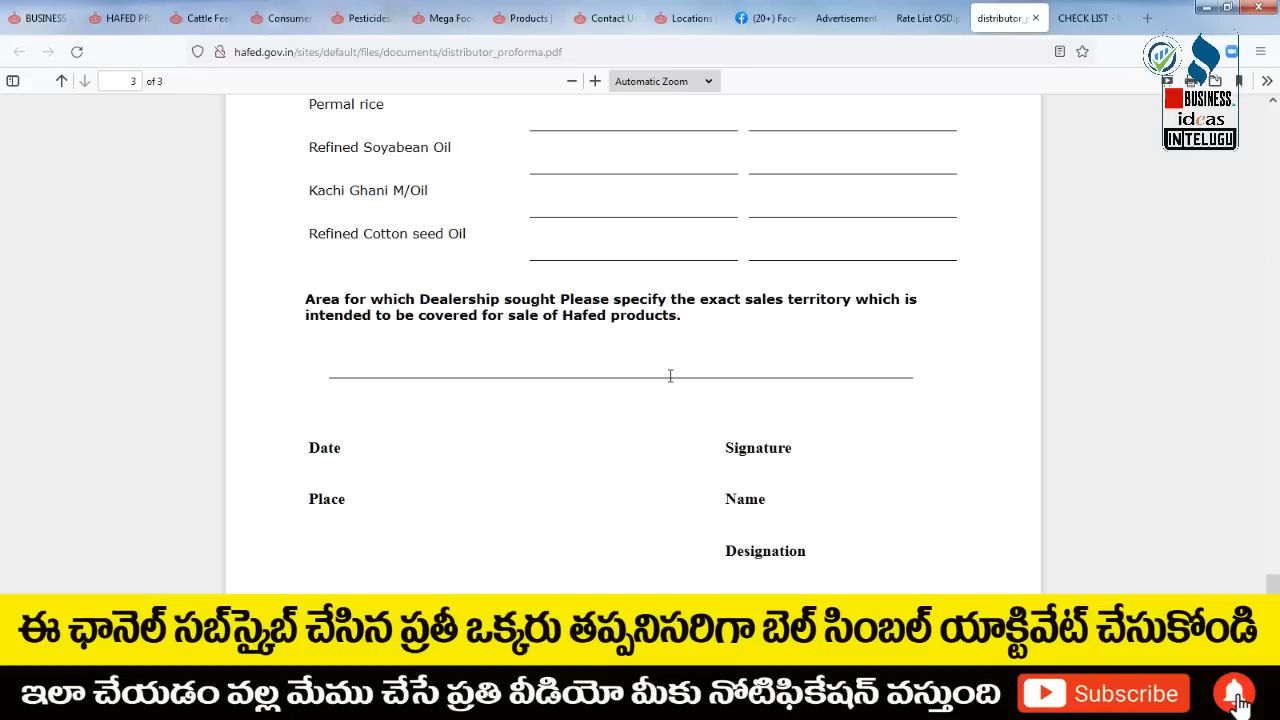 BUSINESS
HAFED PR
Cattle Fee
Consumer
Pesticides
Mega Foo
Products |
Contact U
Locations |
(20+) Face
Advertisement
Rate List OSD.p
distributor_p
CHECK LIST -
hafed.gov.in/sites/default/files/documents/distributor_proforma.pdf
3 of 3
Automatic Zoom
BUSINESS.
ideas
IN TELUGU
Permal rice
Refined Soyabean Oil
Kachi Ghani M/Oil
Refined Cotton seed Oil
Area for which Dealership sought Please specify the exact sales territory which is
intended to be covered for sale of Hafed products.
Date
Signature
Place
Name
Designation
ఈ ఛానెల్ సబ్‌స్కైబ్ చేసిన ప్రతీ ఒక్కరు తప్పనిసరిగా బెల్ సింబల్ యాక్టివేట్ చేసుకోండి
ఇలా చేయడం వల్ల మేము చేసే ప్రతి వీడియో మీకు నోటిఫికేషన్ వస్తుంది
Subscribe